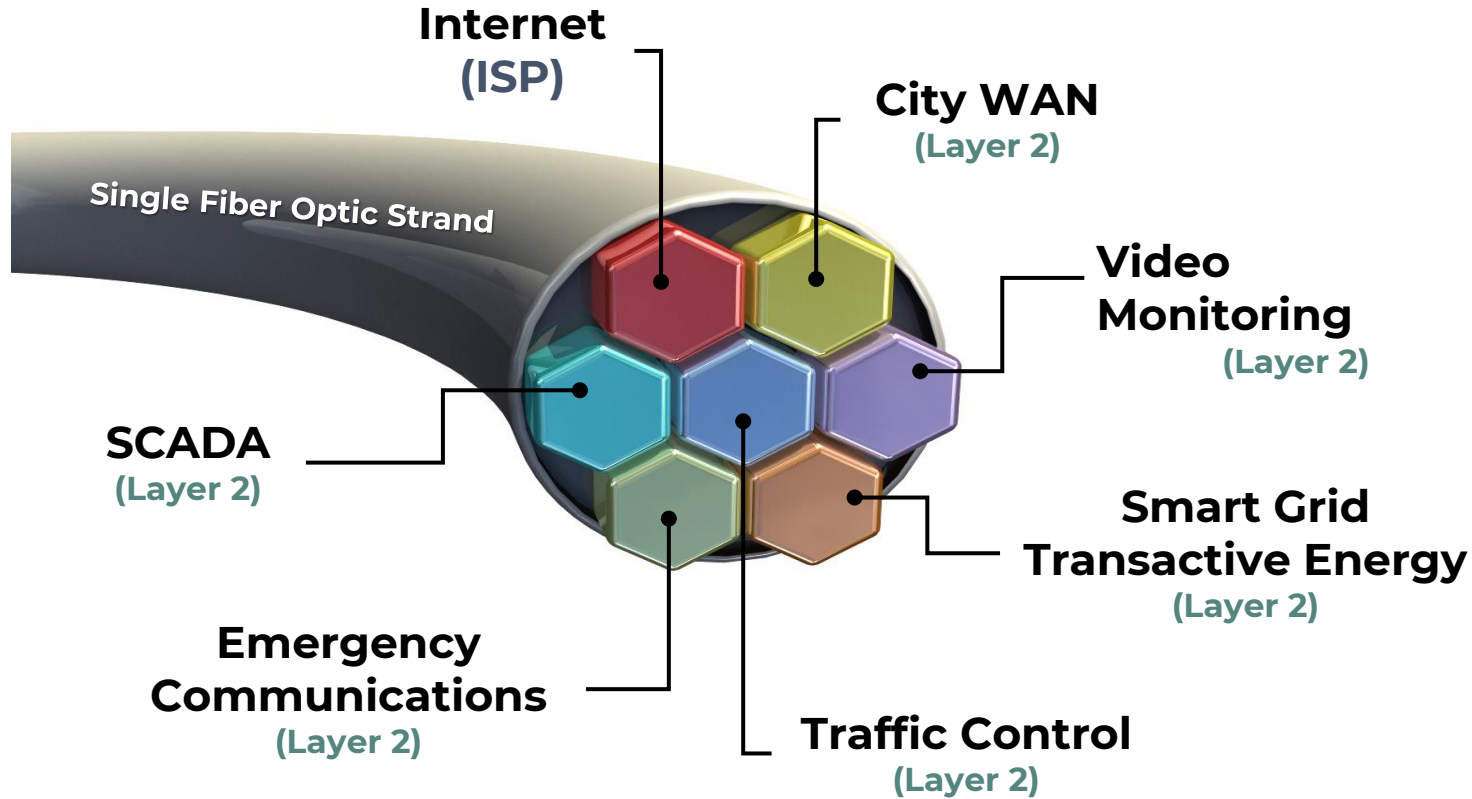 Internet
(ISP)
City WAN
(Layer 2)
Single Fiber Optic Strand
Video
Monitoring
(Layer 2)
SCADA
(Layer 2)
Smart Grid
Transactive Energy
(Layer 2)
Emergency
Communications
(Layer 2)
Traffic Control
(Layer 2)